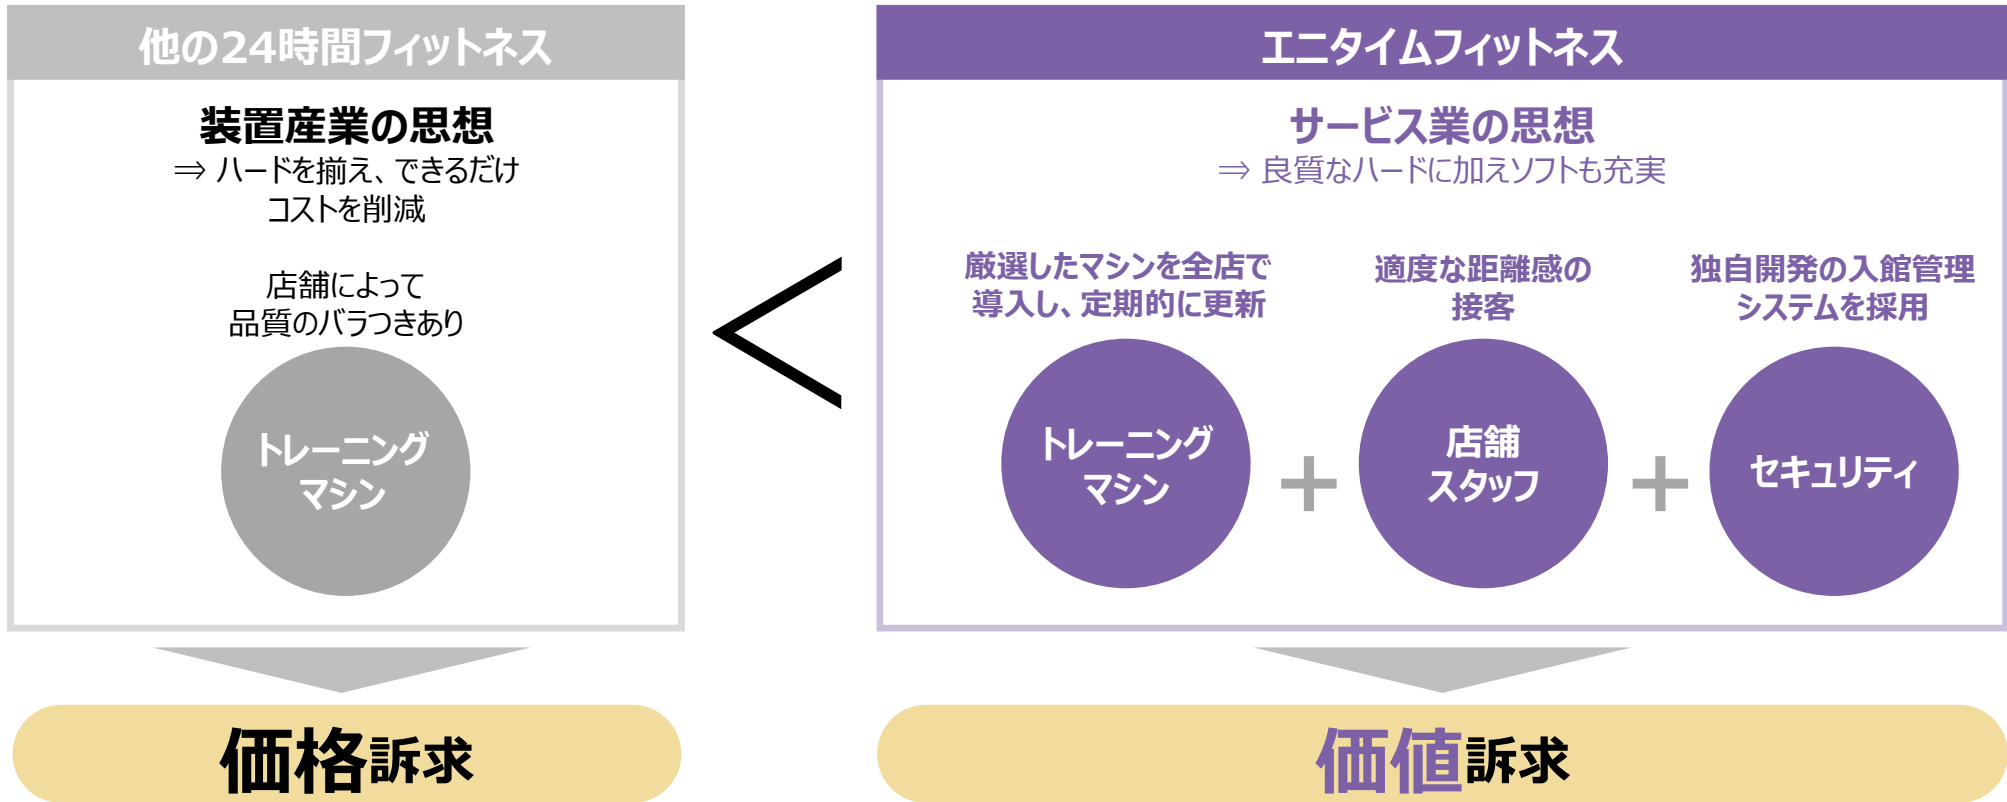 他の24時間フィットネス
装置産業の思想
⇒ ハードを揃え、できるだけ
コストを削減
店舗によって
品質のバラつきあり
トレーニング
マシン
価格訴求
＜
エニタイムフィットネス
サービス業の思想
⇒ 良質なハードに加えソフトも充実
厳選したマシンを全店で
導入し、定期的に更新
トレーニング
マシン
＋
適度な距離感の
接客
店舗
スタッフ
＋
独自開発の入館管理
システムを採用
セキュリティ
価値訴求